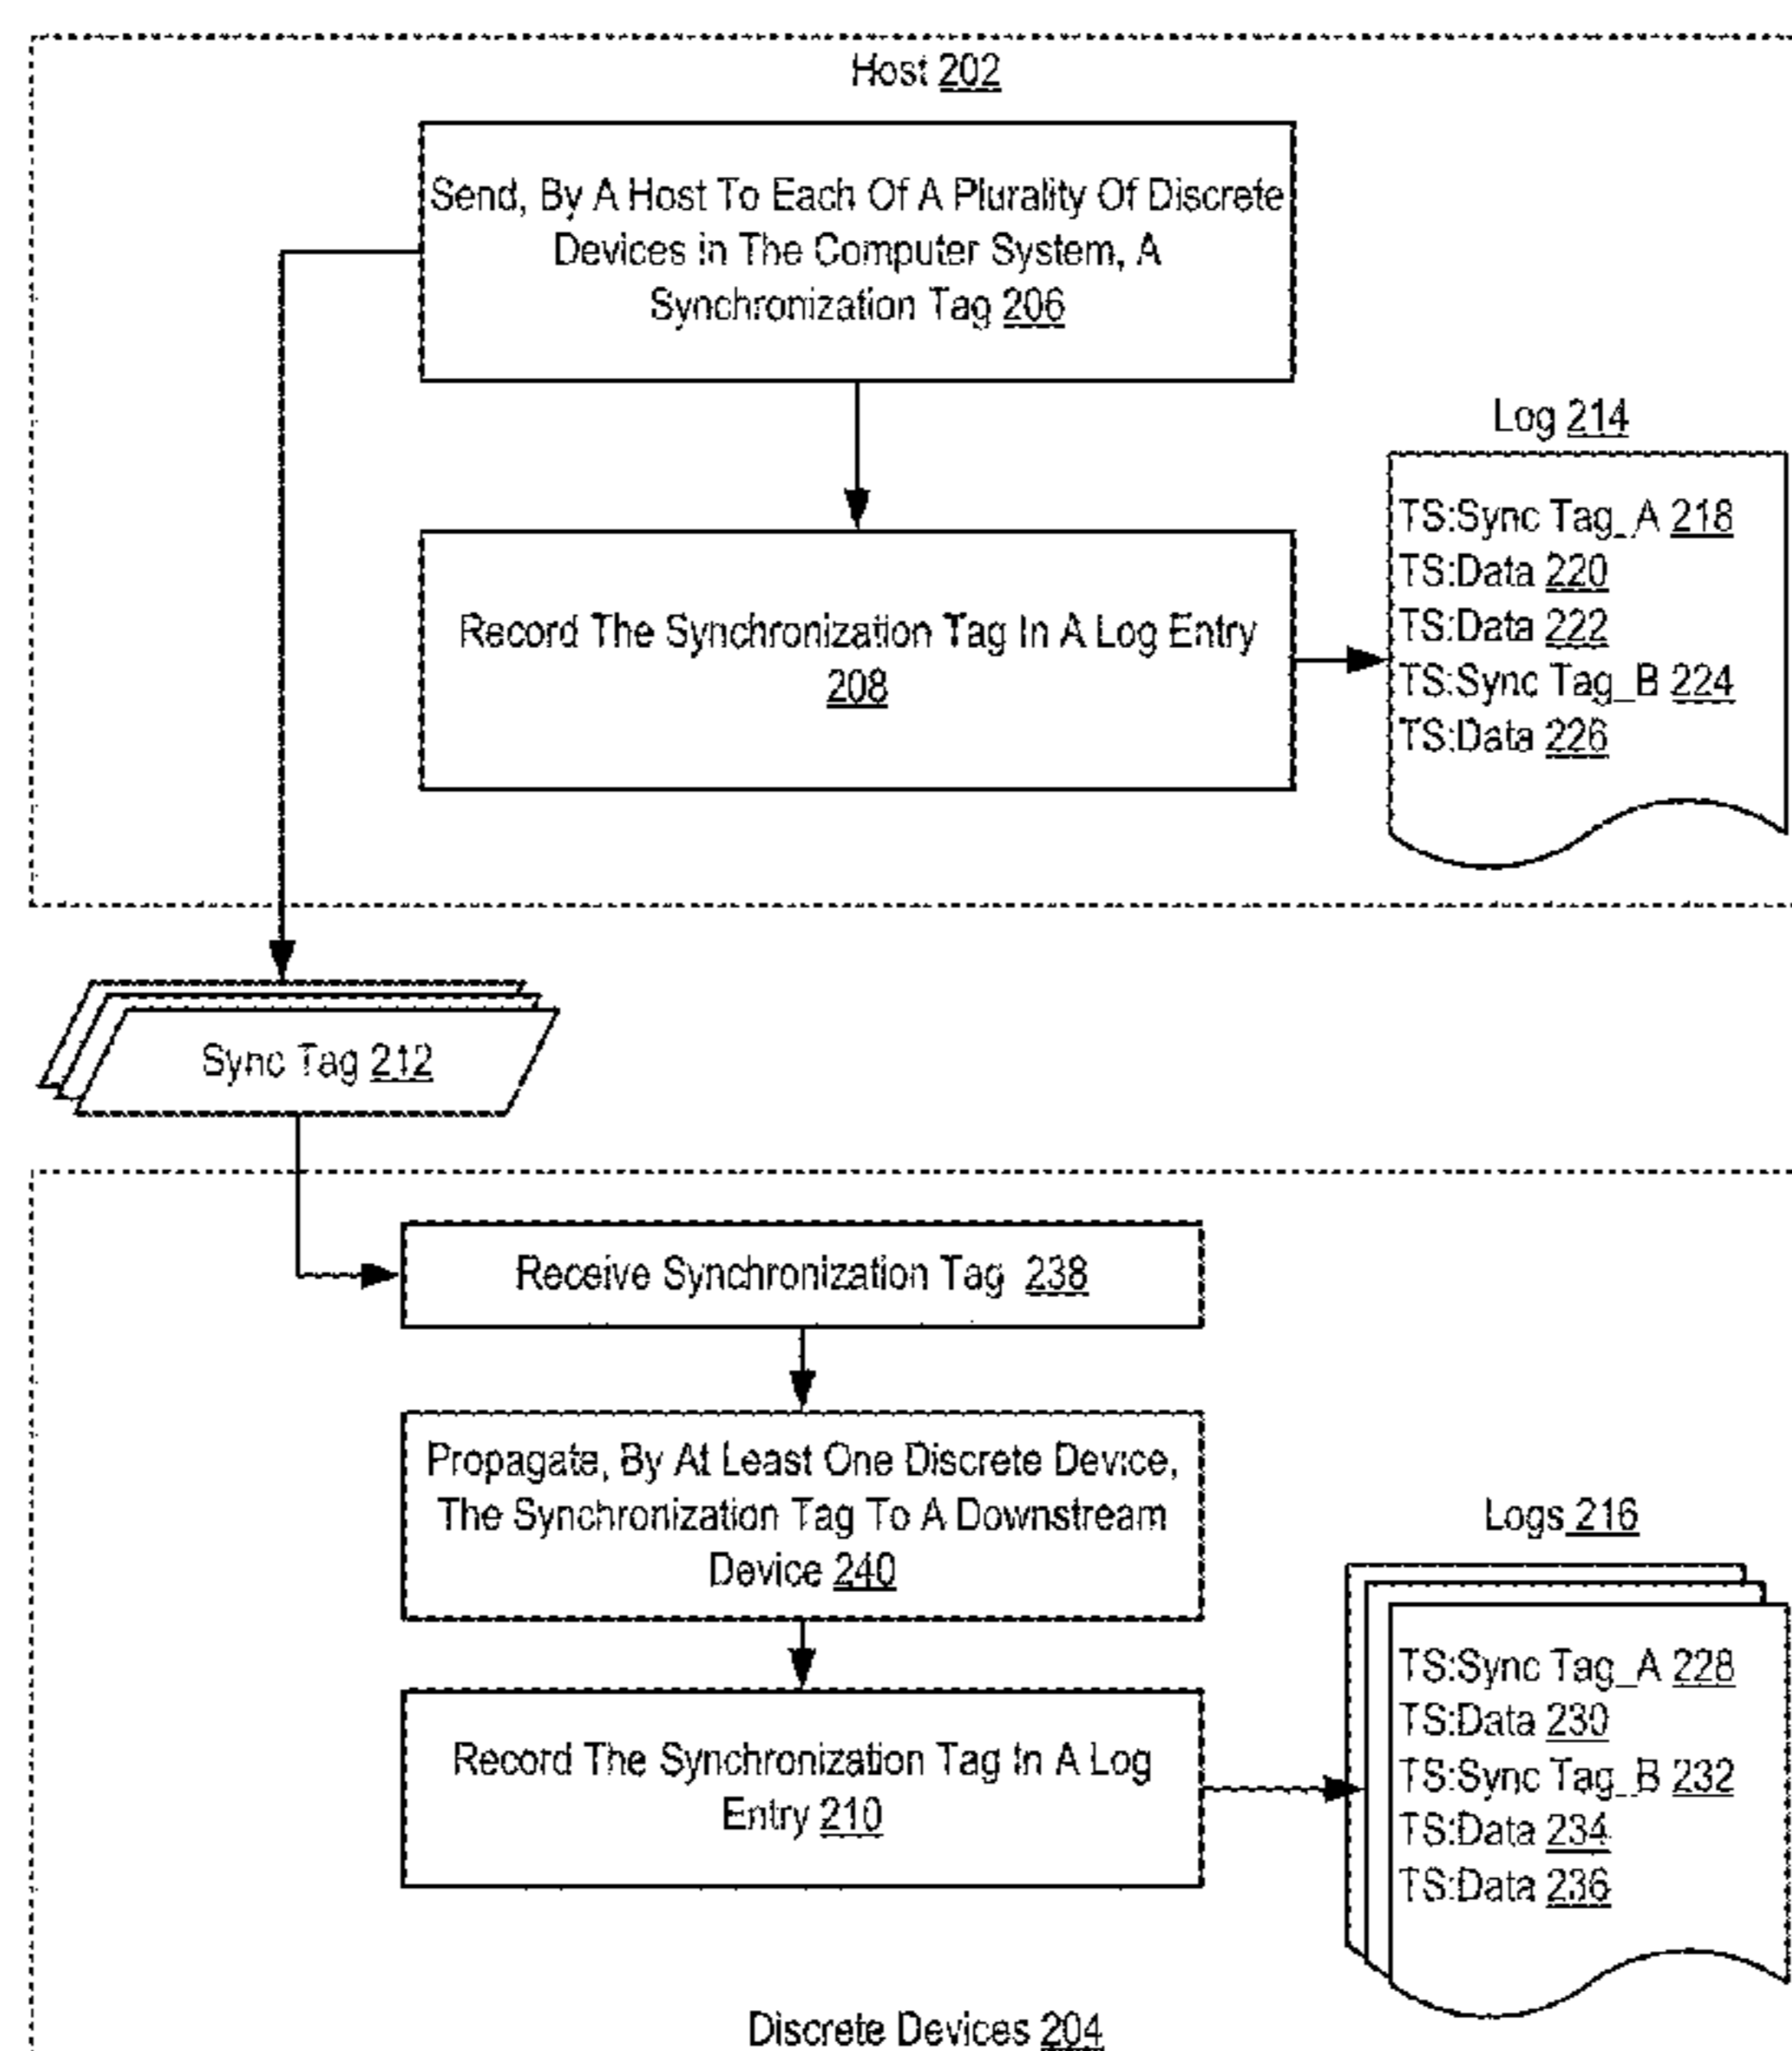 Host 202
Send, By A Host To Each Of A Plurality Of Discrete
Devices in The Computer System, A
Synchronization Tag 206
Log 214
TS:Sync Tag_A 218
TS:Data 220
TS:Data 222
TS:Sync Tag_B 224
TS:Data 226
Record The Synchronization Tag In A Log Entry
208
Sync Tag 212
Receive Synchronization Tag 238
Propagate, By At Least One Discrete Device,
The Synchronization Tag To A Downstream
Device 240
Logs 216
TS:Sync Tag_A 228
TS:Data 230
TS:Sync Tag_B 232
TS:Data 234
TS:Data 236
Record The Synchronization Tag In A Log
Entry 210
Discrete Devices 204